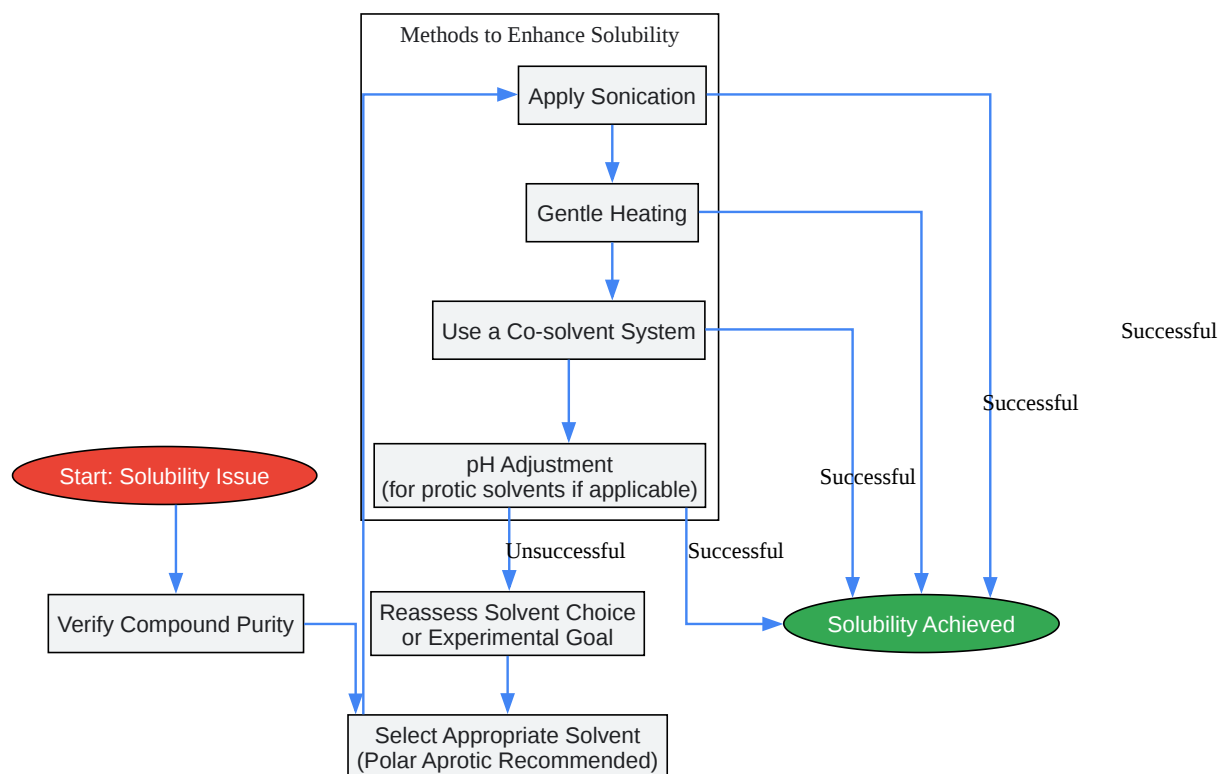 Methods to Enhance Solubility
Apply Sonication
Gentle Heating
Use a Co-solvent System
Successful
Successful
pH Adjustment
(for protic solvents if applicable)
Successful
Start: Solubility Issue
Unsuccessful
Successful
Verify Compound Purity
Reassess Solvent Choice
or Experimental Goal
Solubility Achieved
Select Appropriate Solvent
(Polar Aprotic Recommended)